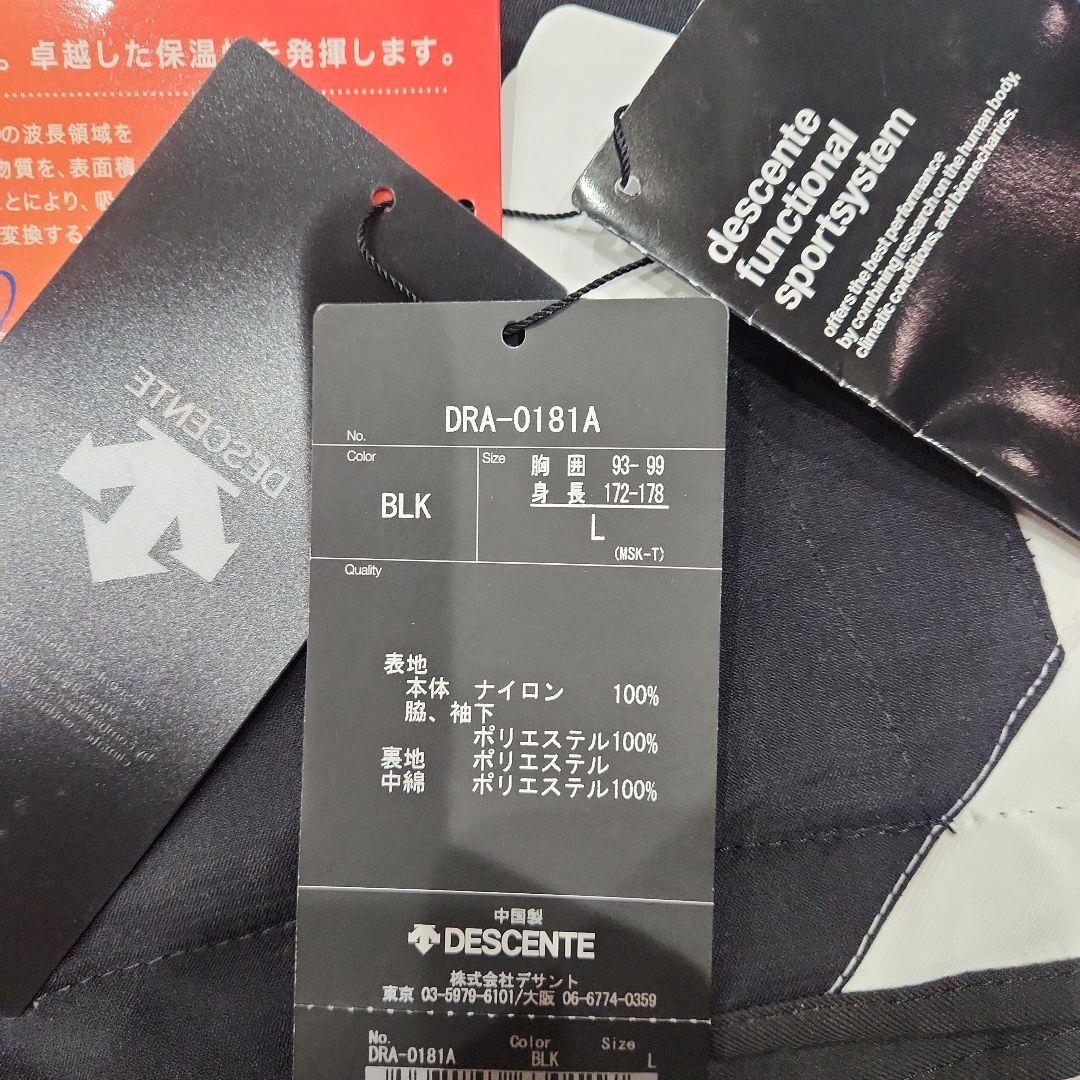 。卓越した保温性を発揮します。
の波長領域を
物質を、表面積
とにより、吸
変換する
DESCENTE
descente
functional
sportsystem
offers the best performance
by combining research on the human body,
climatic conditions, and biomechanics.
No. DRA-0181A
Color
BLK
Size 胸囲 93-99
身長 172-178
L
(MSK-T)
Quality
表地
本体 ナイロン 100%
脇、袖下
ポリエステル100%
裏地 ポリエステル
中綿 ポリエステル100%
中国製
DESCENTE
株式会社デサント
東京 03-5979-6101/大阪 06-6774-0359
No. Color Size
DRA-0181A BLK L